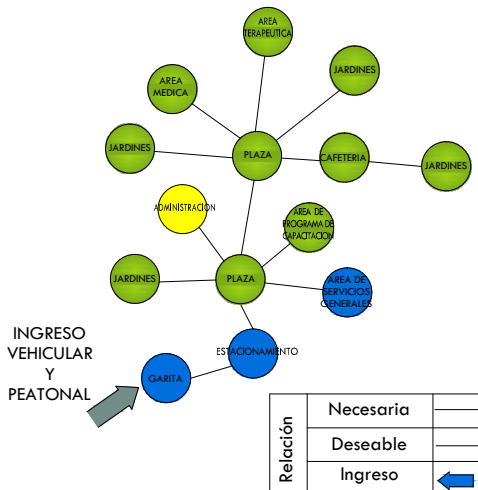 AREA
TERAPEUTICA
JARDINES
AREA
MEDICA
JARDINES
PLAZA
CAFETERIA
JARDINES
ADMINISTRACION
AREA DE
PROGRAMA DE
CAPACITACION
JARDINES
PLAZA
AREA DE
SERVICIOS
GENERALES
INGRESO
VEHICULAR
Y
PEATONAL
ESTACIONAMIENTO
GARITA
Relación
Necesaria
Deseable
Ingreso